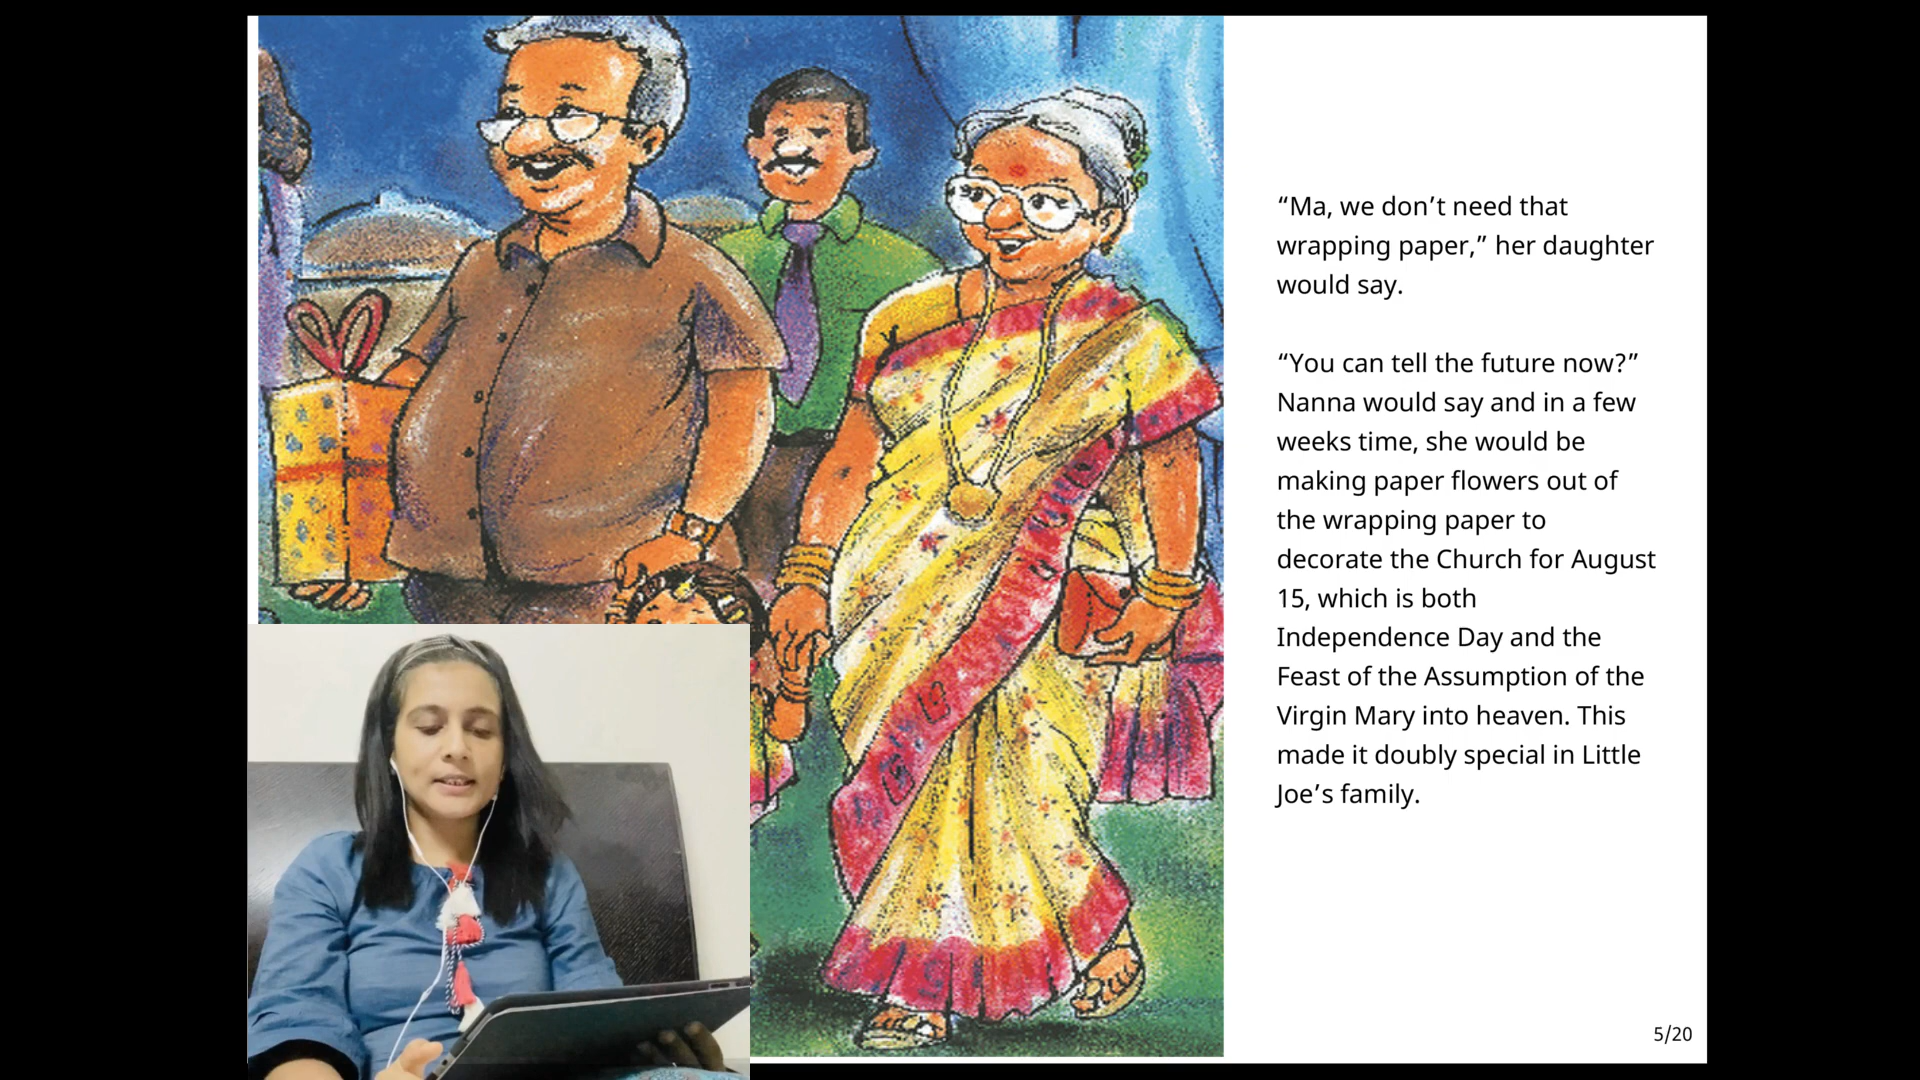 “Ma, we don’t need that
wrapping paper,” her daughter
would say.
“You can tell the future now?”
Nanna would say and in a few
weeks time, she would be
making paper flowers out of
the wrapping paper to
decorate the Church for August
15, which is both
Independence Day and the
Feast of the Assumption of the
Virgin Mary into heaven. This
made it doubly special in Little
Joe’s family.
5/20